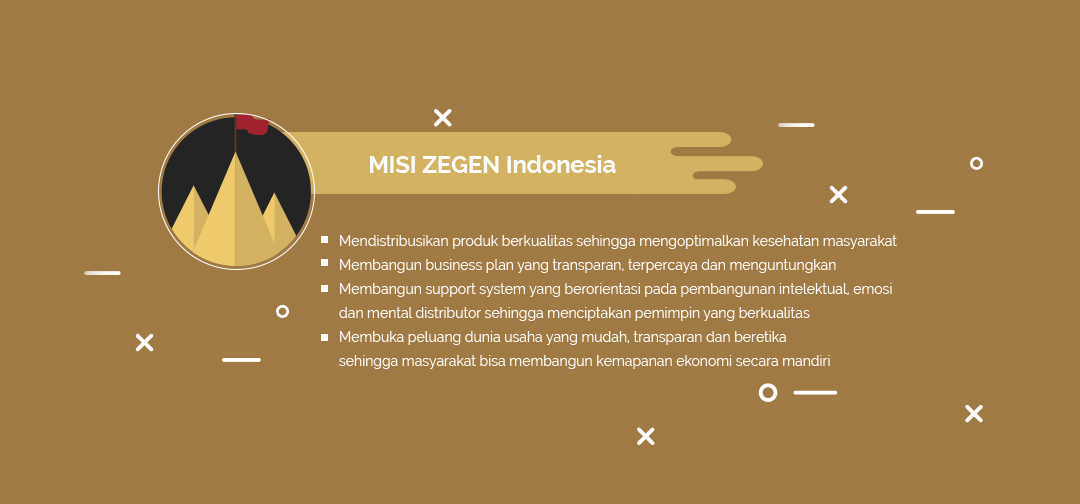 MISI ZEGEN Indonesia
Mendistribusikan produk berkualitas sehingga mengoptimalkan kesehatan masyarakat
Membangun business plan yang transparan, terpercaya dan menguntungkan
Membangun support system yang berorientasi pada pembangunan intelektual, emosi
dan mental distributor sehingga menciptakan pemimpin yang berkualitas
Membuka peluang dunia usaha yang mudah, transparan dan beretika
sehingga masyarakat bisa membangun kemapanan ekonomi secara mandiri